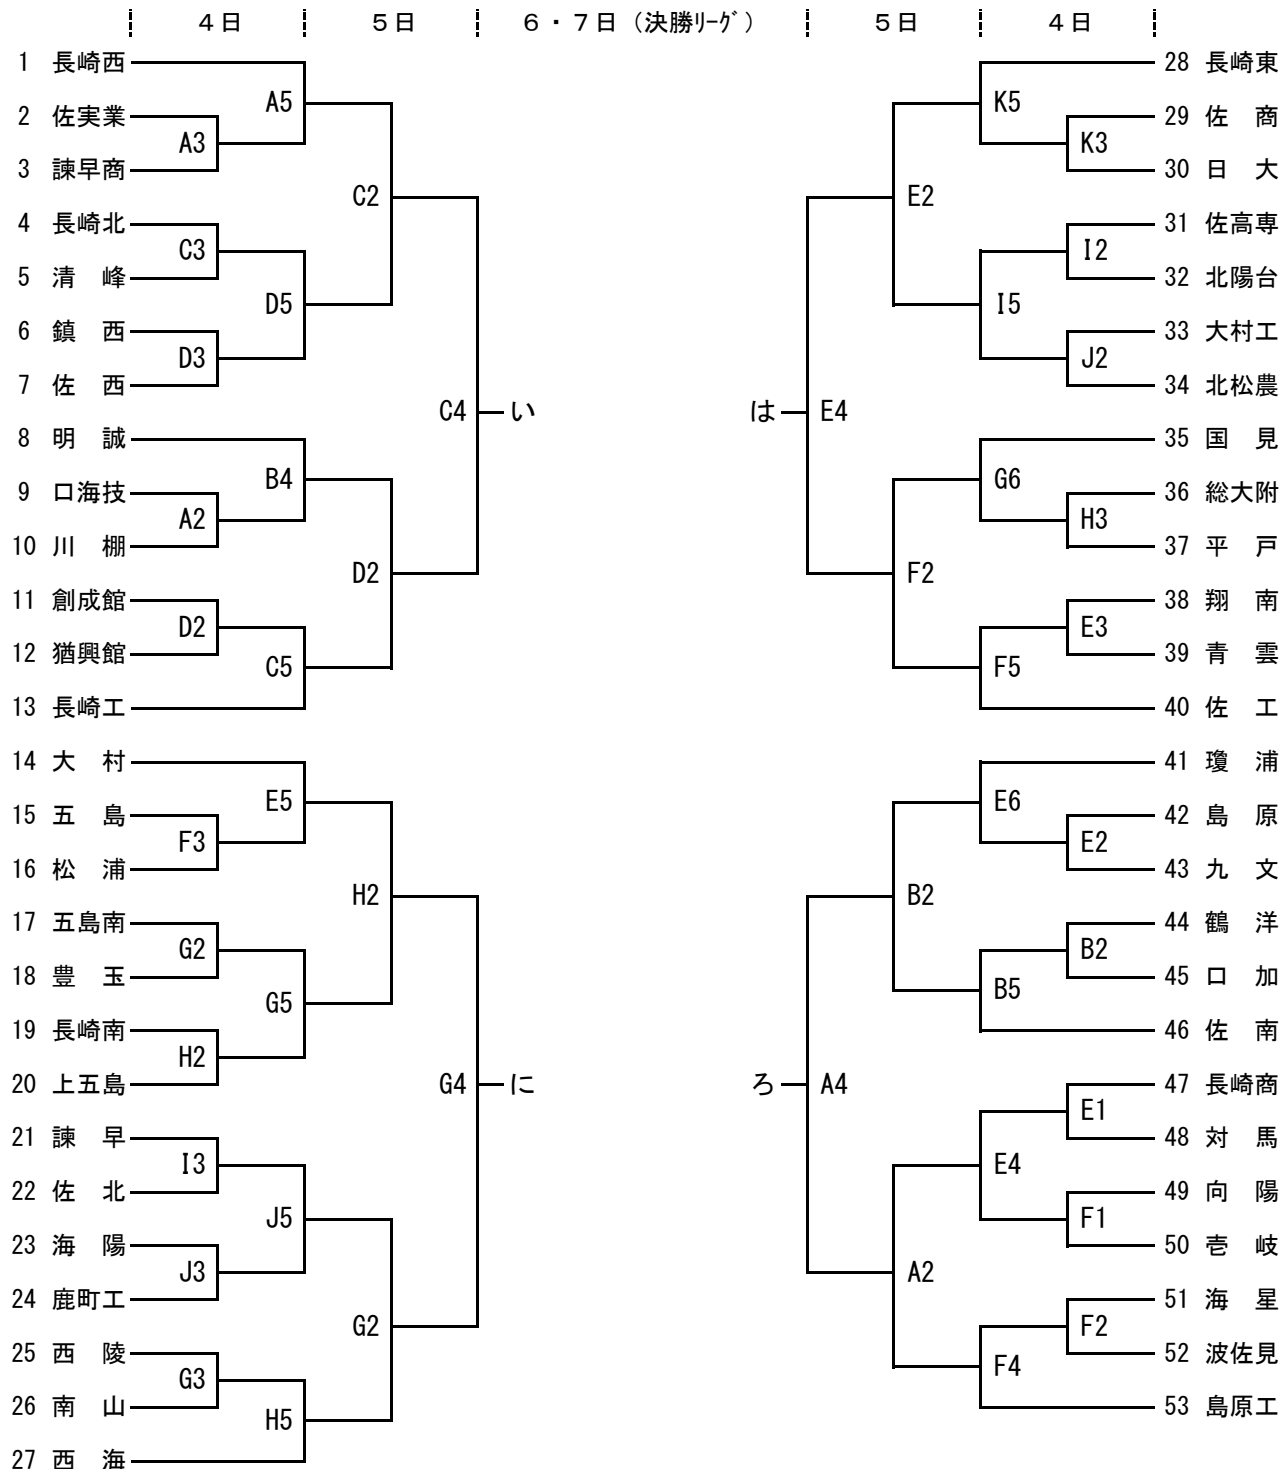 ４日 ５日 ６・７日（決勝ﾘｰｸﾞ） ５日 ４日
1 長崎西 28 長崎東
A5 K5
2 佐実業 29 佐　商
A3 K3
3 諫早商 30 日　大
C2 E2
4 長崎北 31 佐高専
C3 I2
5 清　峰 32 北陽台
D5 I5
6 鎮　西 33 大村工
D3 J2
7 佐　西 34 北松農
C4 い は E4
8 明　誠 35 国　見
B4 G6
9 口海技 36 総大附
A2 H3
10 川　棚 37 平　戸
D2 F2
11 創成館 38 翔　南
D2 E3
12 猶興館 39 青　雲
C5 F5
13 長崎工 40 佐　工
14 大　村 41 瓊　浦
E5 E6
15 五　島 42 島　原
F3 E2
16 松　浦 43 九　文
H2 B2
17 五島南 44 鶴　洋
G2 B2
18 豊　玉 45 口　加
G5 B5
19 長崎南 46 佐　南
H2
20 上五島 47 長崎商
G4 に ろ A4
E1
21 諫　早 48 対　馬
I3 E4
22 佐　北 49 向　陽
J5 F1
23 海　陽 50 壱　岐
J3 A2
24 鹿町工 51 海　星
G2 F2
25 西　陵 52 波佐見
G3 F4
26 南　山 53 島原工
H5
27 西　海